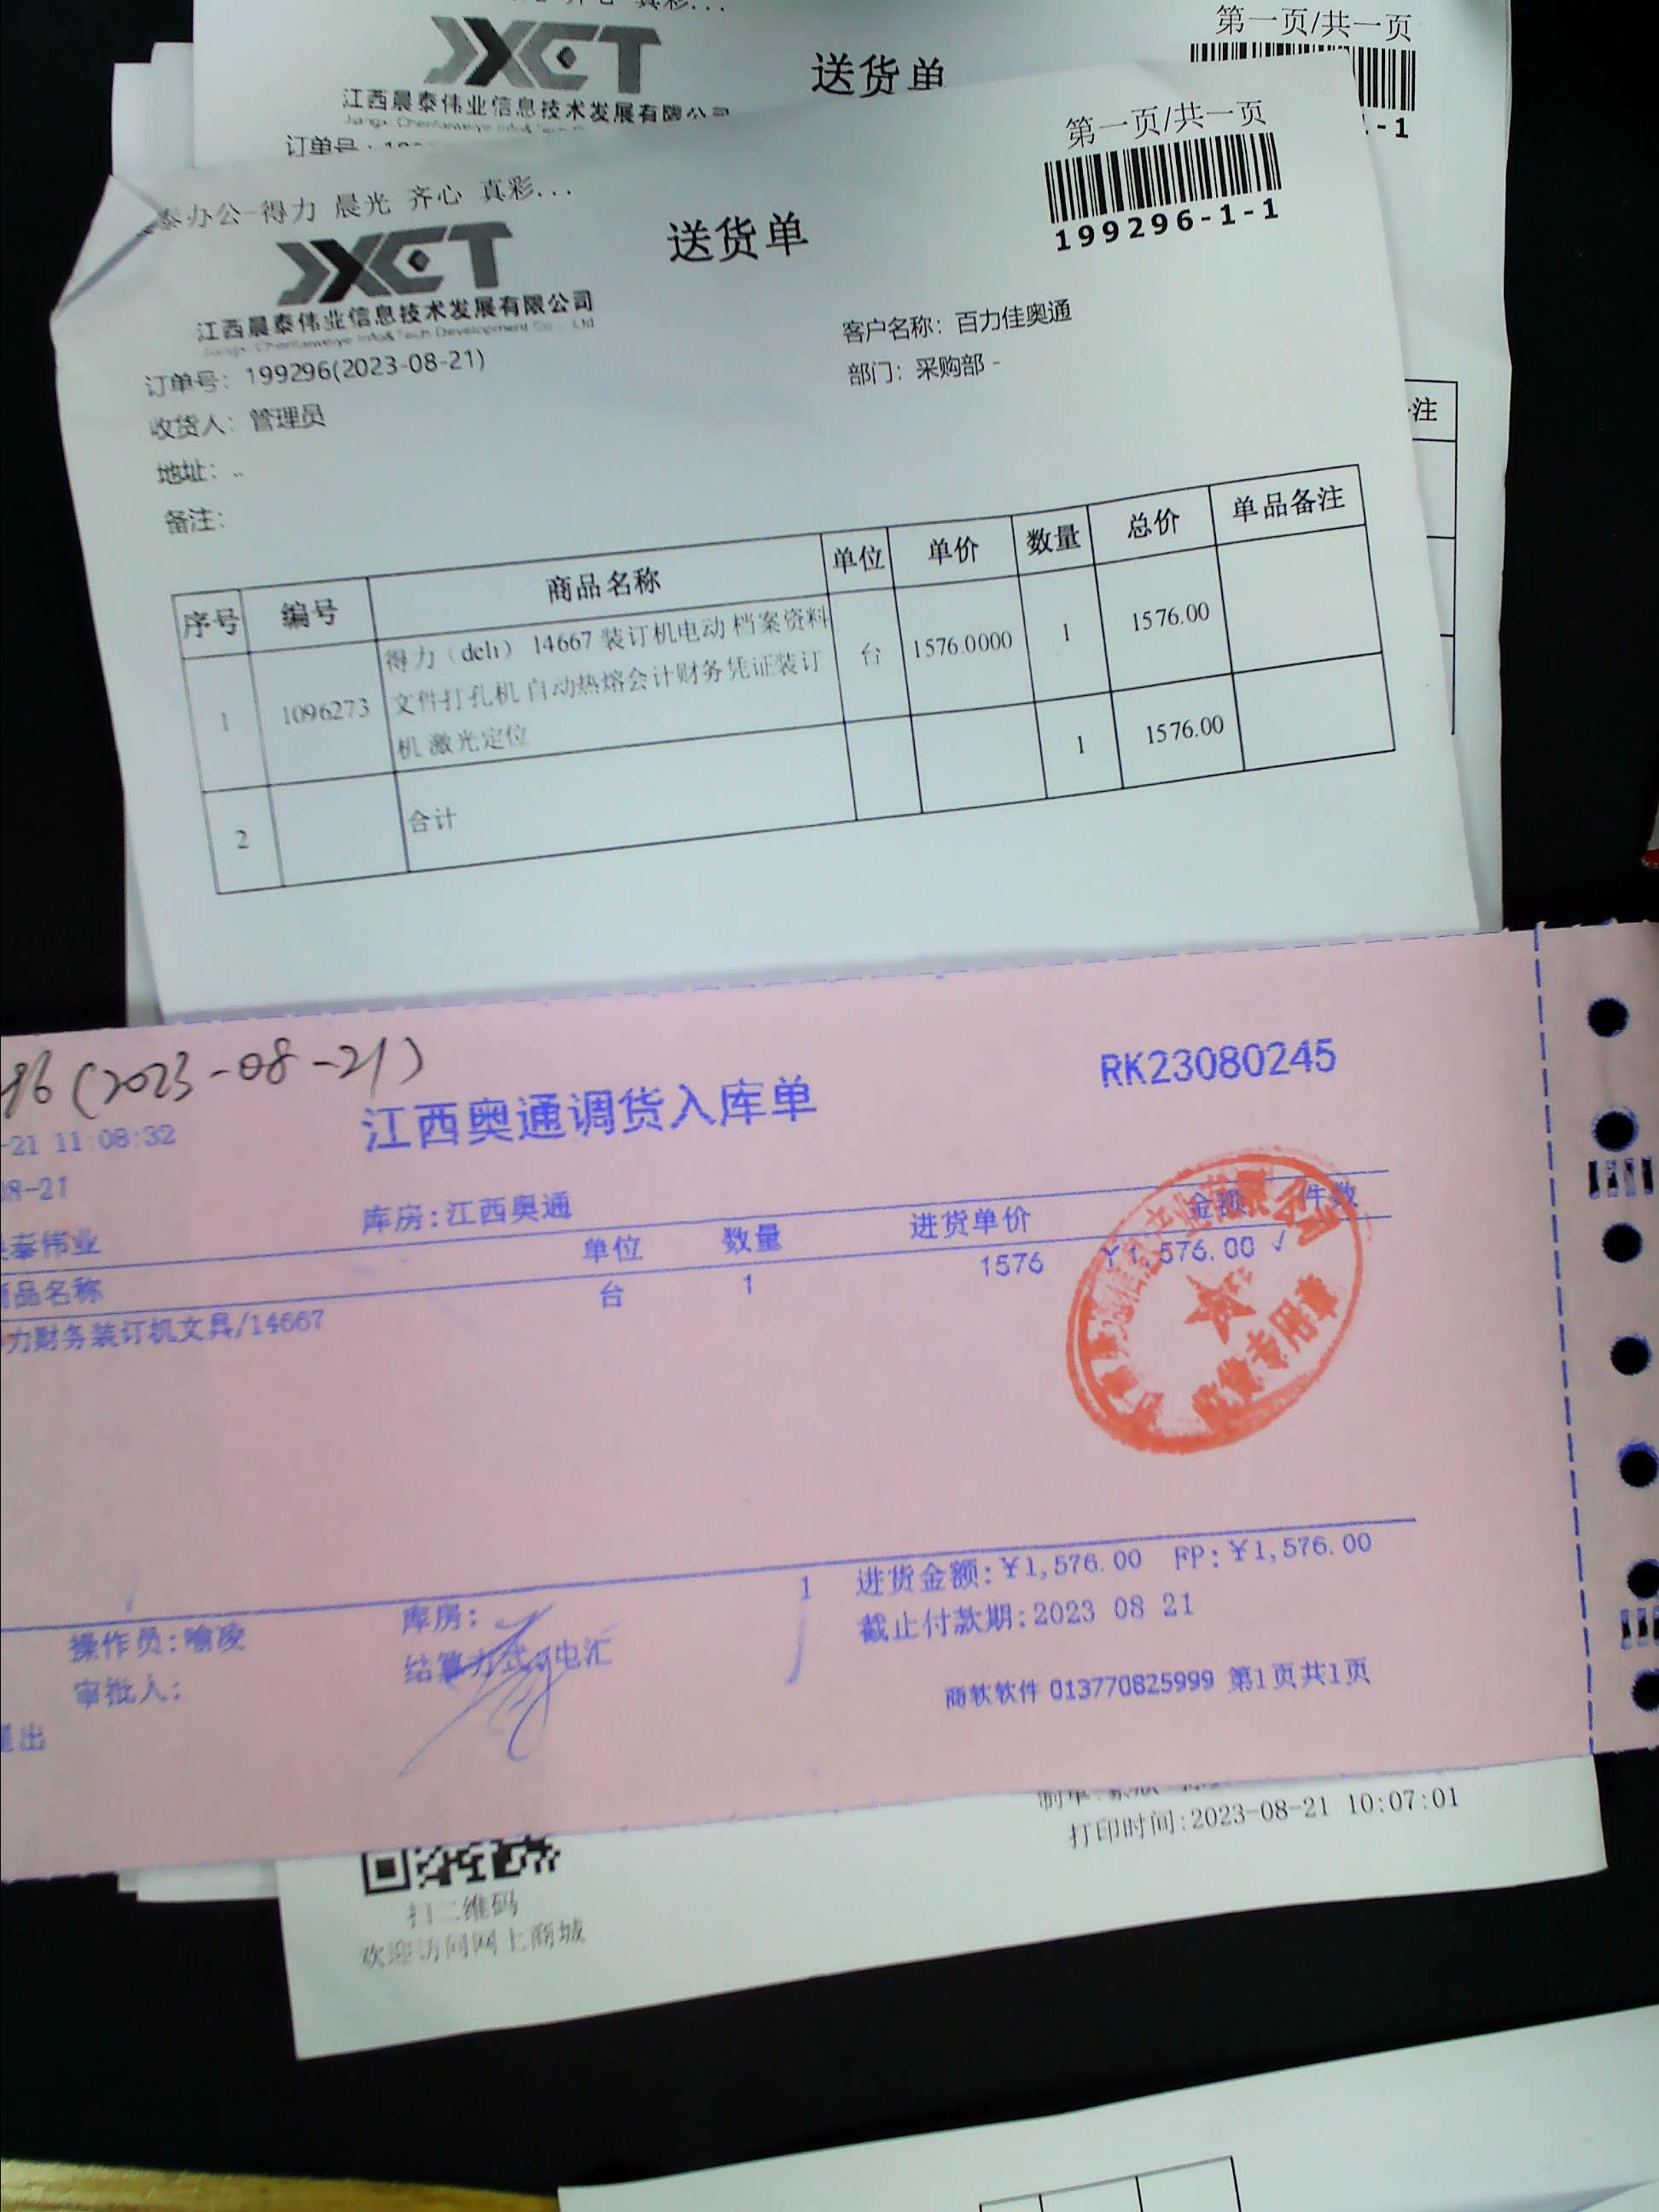 第一页/共一页
JXCT
送货单
江西晨泰伟业信息技术发展有限公司
-1
订单号:
泰办公-得力 晨光 齐心 真彩...
第一页/共一页
JXCT
送货单
199296-1-1
江西晨泰伟业信息技术发展有限公司
客户名称：百力佳奥通
订单号：199296(2023-08-21)
部门：采购部 -
收货人：管理员
地址：..
备注：
注
序号 编号 商品名称 单位 单价 数量 总价 单品备注
1 1096273 得力（deli） 14667 装订机电动 档案资料 台 1576.0000 1 1576.00
文件打孔机 自动热熔会计财务凭证装订
机 激光定位
2 合计 1 1576.00
96(2023-08-21)
RK23080245
江西奥通调货入库单
-21 11:08:32
08-21
库房:江西奥通
泰伟业
商品名称 单位 数量 进货单价 金额 件数
力财务装订机文具/14667 台 1 1576 ￥1,576.00 √
专用章
1 进货金额:￥1,576.00 FP:￥1,576.00
操作员:喻凌 库房:
截止付款期:2023 08 21
审批人: 结算方式:电汇
商软软件 013770825999 第1页共1页
打印时间:2023-08-21 10:07:01
扫二维码
欢迎访问网上商城